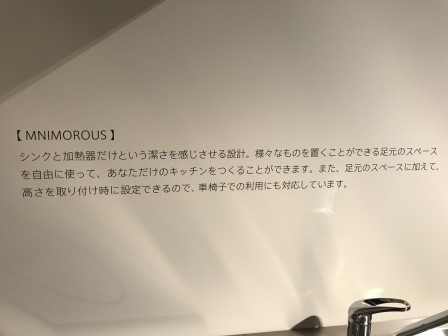 【 MNIMOROUS 】
シンクと加熱器だけという潔さを感じさせる設計。様々なものを置くことができる足元のスペース
を自由に使って、あなただけのキッチンをつくることができます。また、足元のスペースに加えて、
高さを取り付け時に設定できるので、車椅子での利用にも対応しています。